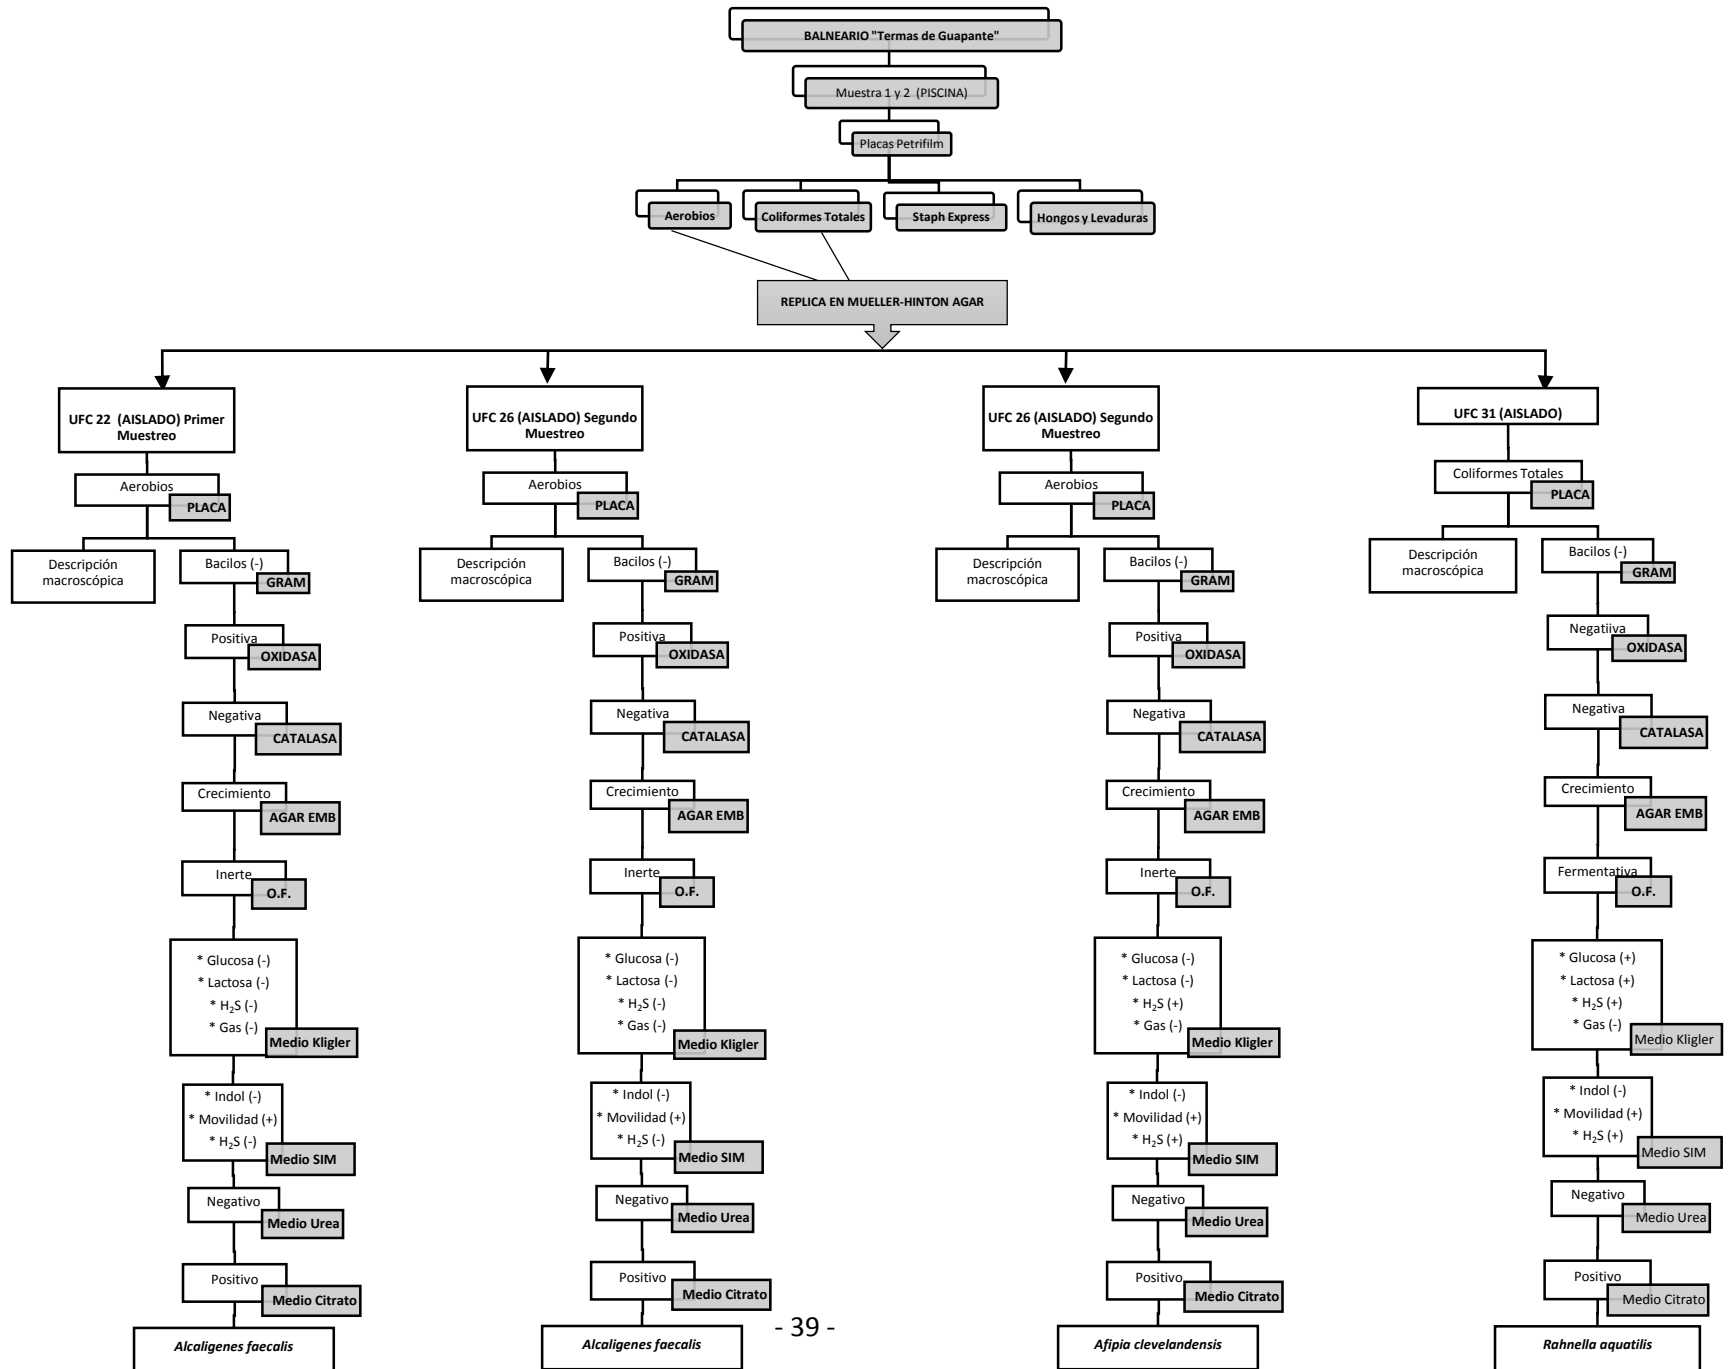 BALNEARIO "Termas de Guapante"
Muestra 1 y 2 (PISCINA)
Placas Petrifilm
Aerobios
Coliformes Totales
Staph Express
Hongos y Levaduras
REPLICA EN MUELLER-HINTON AGAR
UFC 22 (AISLADO) Primer
Muestreo
Aerobios
PLACA
Descripción
macroscópica
Bacilos (-)
GRAM
Positiva
OXIDASA
Negativa
CATALASA
Crecimiento
AGAR EMB
Inerte
O.F.
* Glucosa (-)
* Lactosa (-)
* H₂S (-)
* Gas (-)
Medio Kligler
* Indol (-)
* Movilidad (+)
* H₂S (-)
Medio SIM
Negativo
Medio Urea
Positivo
Medio Citrato
Alcaligenes faecalis
UFC 26 (AISLADO) Segundo
Muestreo
Aerobios
PLACA
Descripción
macroscópica
Bacilos (-)
GRAM
Positiva
OXIDASA
Negativa
CATALASA
Crecimiento
AGAR EMB
Inerte
O.F.
* Glucosa (-)
* Lactosa (-)
* H₂S (-)
* Gas (-)
Medio Kligler
* Indol (-)
* Movilidad (+)
* H₂S (-)
Medio SIM
Negativo
Medio Urea
Positivo
Medio Citrato
Alcaligenes faecalis
UFC 26 (AISLADO) Segundo
Muestreo
Aerobios
PLACA
Descripción
macroscópica
Bacilos (-)
GRAM
Positiva
OXIDASA
Negativa
CATALASA
Crecimiento
AGAR EMB
Inerte
O.F.
* Glucosa (-)
* Lactosa (-)
* H₂S (+)
* Gas (-)
Medio Kligler
* Indol (-)
* Movilidad (+)
* H₂S (+)
Medio SIM
Negativo
Medio Urea
Positivo
Medio Citrato
Afipia clevelandensis
UFC 31 (AISLADO)
Coliformes Totales
PLACA
Descripción
macroscópica
Bacilos (-)
GRAM
Negatiiva
OXIDASA
Negativa
CATALASA
Crecimiento
AGAR EMB
Fermentativa
O.F.
* Glucosa (+)
* Lactosa (+)
* H₂S (+)
* Gas (-)
Medio Kligler
* Indol (-)
* Movilidad (+)
* H₂S (+)
Medio SIM
Negativo
Medio Urea
Positivo
Medio Citrato
Rahnella aquatilis
- 39 -